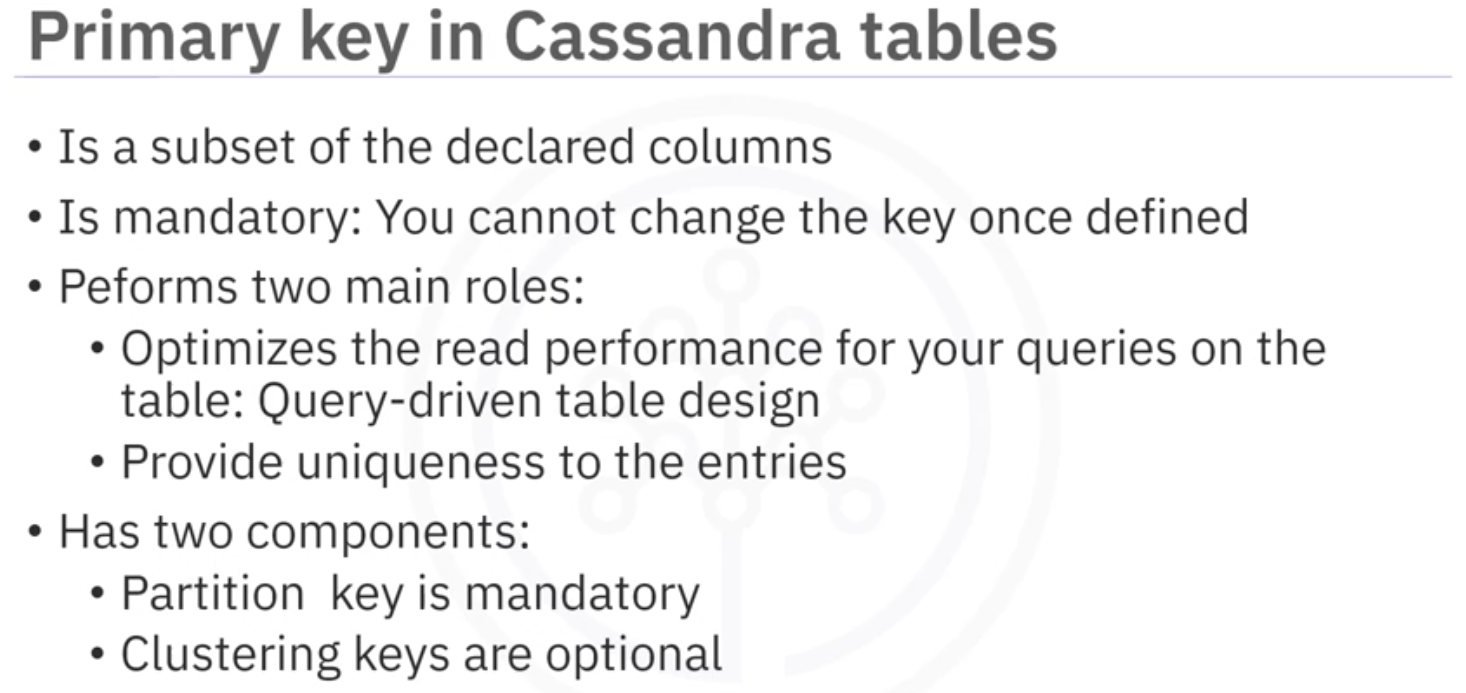 Primary key in Cassandra tables
• Is a subset of the declared columns
• Is mandatory: You cannot change the key once defined
• Peforms two main roles:
• Optimizes the read performance for your queries on the
table: Query-driven table design
• Provide uniqueness to the entries
• Has two components:
• Partition  key is mandatory
• Clustering keys are optional